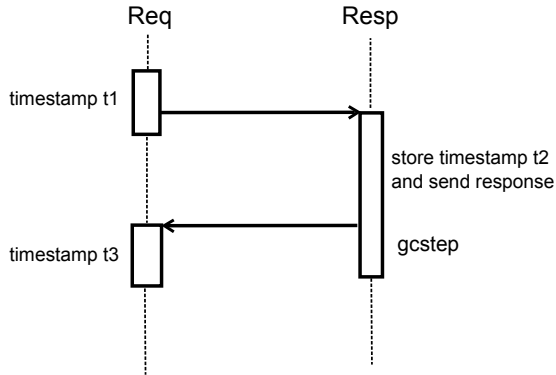 Req
Resp
timestamp t1
store timestamp t2
and send response
timestamp t3
gcstep